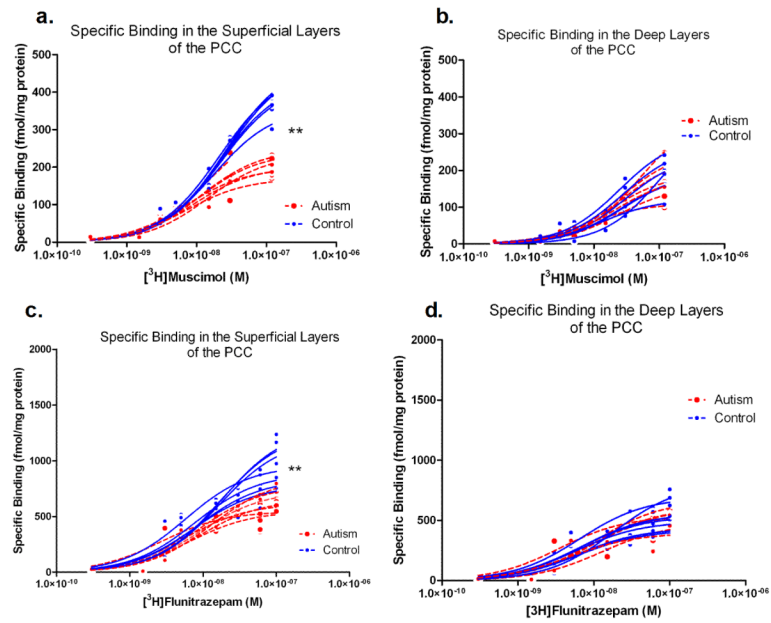 a.
Specific Binding in the Superficial Layers
of the PCC
Specific Binding (fmol/mg protein)
500
400
300
200
100
0
**
Autism
Control
1.0×10-10
1.0×10-09
1.0×10-08
1.0×10-07
1.0×10-06
[3H]Muscimol (M)
b.
Specific Binding in the Deep Layers
of the PCC
Specific Binding (fmol/mg protein)
500
400
300
200
100
0
Autism
Control
1.0×10-10
1.0×10-09
1.0×10-08
1.0×10-07
1.0×10-06
[3H]Muscimol (M)
c.
Specific Binding in the Superficial Layers
of the PCC
Specific Binding (fmol/mg protein)
2000
1500
1000
500
0
**
Autism
Control
1.0×10-10
1.0×10-09
1.0×10-08
1.0×10-07
1.0×10-06
[3H]Flunitrazepam (M)
d.
Specific Binding in the Deep Layers
of the PCC
Specific Binding (fmol/mg protein)
2000
1500
1000
500
0
Autism
Control
1.0×10-10
1.0×10-09
1.0×10-08
1.0×10-07
1.0×10-06
[3H]Flunitrazepam (M)